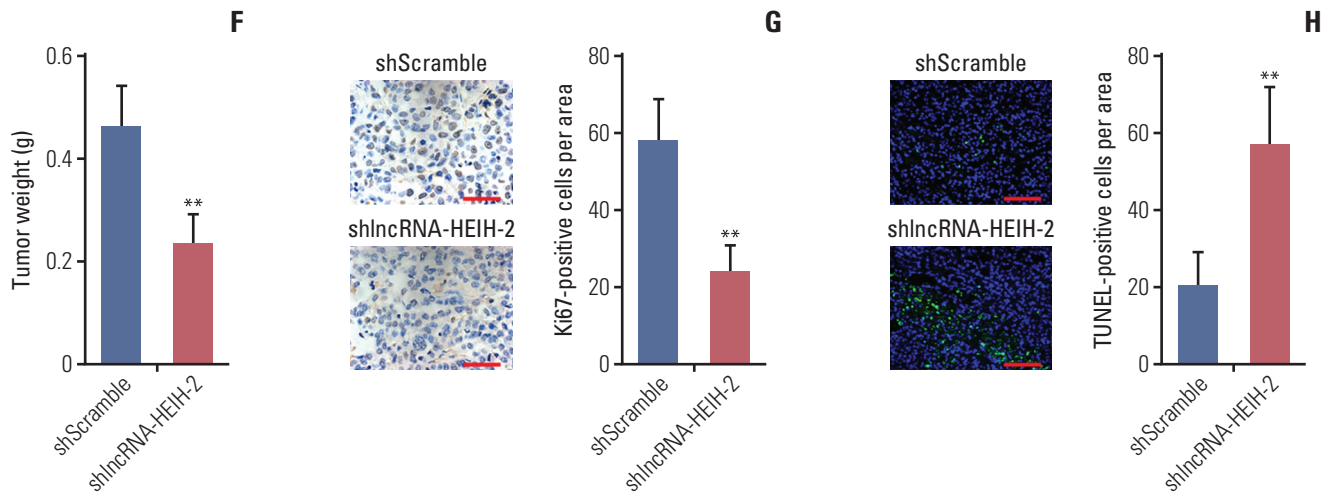 F
Tumor weight (g)
0.6
0.4
0.2
0
**
shScramble
shlncRNA-HEIH-2
G
shScramble
shlncRNA-HEIH-2
Ki67-positive cells per area
80
60
40
20
0
**
shScramble
shlncRNA-HEIH-2
H
shScramble
shlncRNA-HEIH-2
TUNEL-positive cells per area
80
60
40
20
0
**
shScramble
shlncRNA-HEIH-2